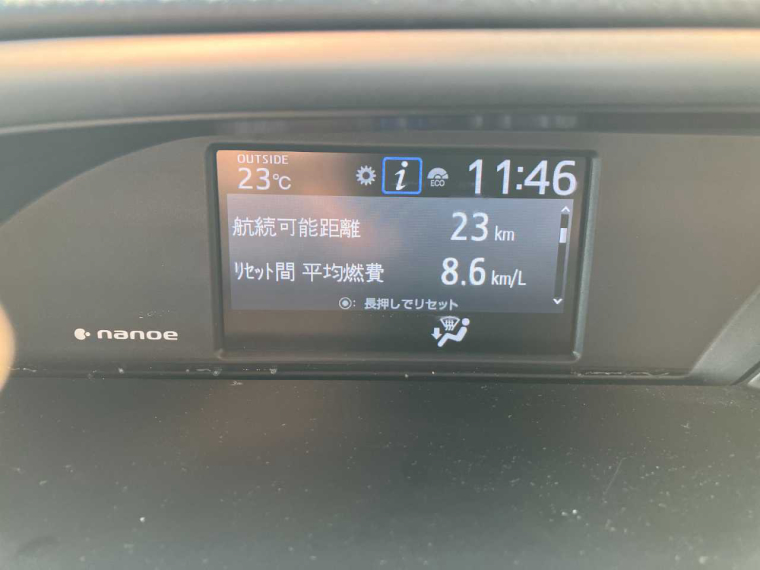 OUTSIDE
23℃
ECO
11:46
航続可能距離 23 km
ﾘｾｯﾄ間 平均燃費 8.6 km/L
◉: 長押しでリセット
nanoe